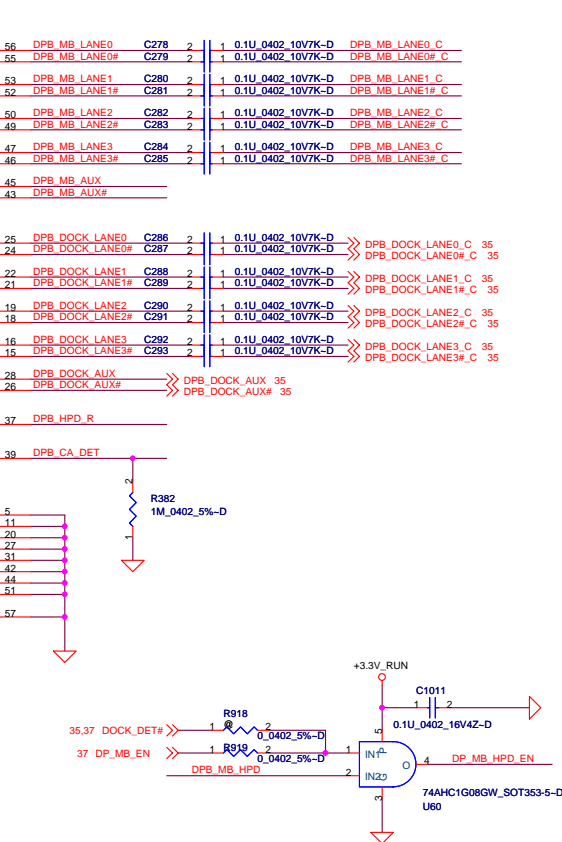 56 DPB_MB_LANE0 C278 2 1 0.1U_0402_10V7K~D DPB_MB_LANE0_C
55 DPB_MB_LANE0# C279 2 1 0.1U_0402_10V7K~D DPB_MB_LANE0#_C
53 DPB_MB_LANE1 C280 2 1 0.1U_0402_10V7K~D DPB_MB_LANE1_C
52 DPB_MB_LANE1# C281 2 1 0.1U_0402_10V7K~D DPB_MB_LANE1#_C
50 DPB_MB_LANE2 C282 2 1 0.1U_0402_10V7K~D DPB_MB_LANE2_C
49 DPB_MB_LANE2# C283 2 1 0.1U_0402_10V7K~D DPB_MB_LANE2#_C
47 DPB_MB_LANE3 C284 2 1 0.1U_0402_10V7K~D DPB_MB_LANE3_C
46 DPB_MB_LANE3# C285 2 1 0.1U_0402_10V7K~D DPB_MB_LANE3#_C
45 DPB_MB_AUX
43 DPB_MB_AUX#
25 DPB_DOCK_LANE0 C286 2 1 0.1U_0402_10V7K~D DPB_DOCK_LANE0_C 35
24 DPB_DOCK_LANE0# C287 2 1 0.1U_0402_10V7K~D DPB_DOCK_LANE0#_C 35
22 DPB_DOCK_LANE1 C288 2 1 0.1U_0402_10V7K~D DPB_DOCK_LANE1_C 35
21 DPB_DOCK_LANE1# C289 2 1 0.1U_0402_10V7K~D DPB_DOCK_LANE1#_C 35
19 DPB_DOCK_LANE2 C290 2 1 0.1U_0402_10V7K~D DPB_DOCK_LANE2_C 35
18 DPB_DOCK_LANE2# C291 2 1 0.1U_0402_10V7K~D DPB_DOCK_LANE2#_C 35
16 DPB_DOCK_LANE3 C292 2 1 0.1U_0402_10V7K~D DPB_DOCK_LANE3_C 35
15 DPB_DOCK_LANE3# C293 2 1 0.1U_0402_10V7K~D DPB_DOCK_LANE3#_C 35
28 DPB_DOCK_AUX DPB_DOCK_AUX 35
26 DPB_DOCK_AUX# DPB_DOCK_AUX# 35
37 DPB_HPD_R
39 DPB_CA_DET
2
R382
1M_0402_5%~D
1
5
11
20
27
31
42
44
51
57
+3.3V_RUN
C1011
1 2
0.1U_0402_16V4Z~D
R918
@
35,37 DOCK_DET# 1 2
0_0402_5%~D
R919
37 DP_MB_EN 1 2
0_0402_5%~D
DPB_MB_HPD
5
1 IN1 P
2 IN2 G
O 4 DP_MB_HPD_EN
3
74AHC1G08GW_SOT353-5~D
U60